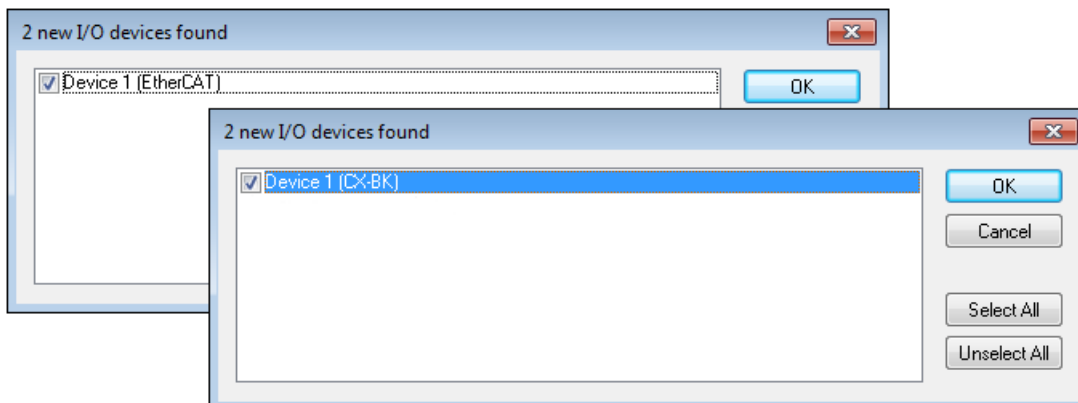 2 new I/O devices found
Device 1 (EtherCAT)
OK
2 new I/O devices found
Device 1 (CX-BK)
OK
Cancel
Select All
Unselect All